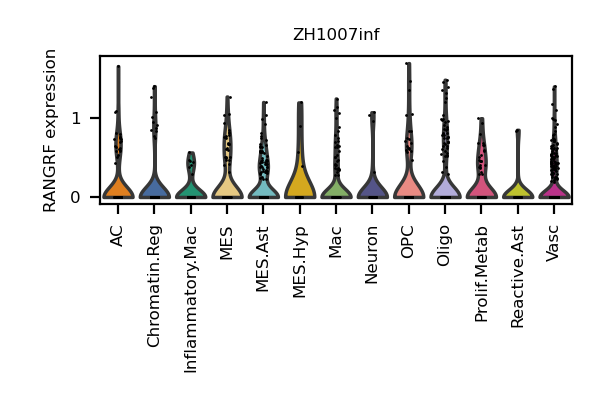 ZH1007inf
RANGRF expression
1
0
AC
Chromatin.Reg
Inflammatory.Mac
MES
MES.Ast
MES.Hyp
Mac
Neuron
OPC
Oligo
Prolif.Metab
Reactive.Ast
Vasc